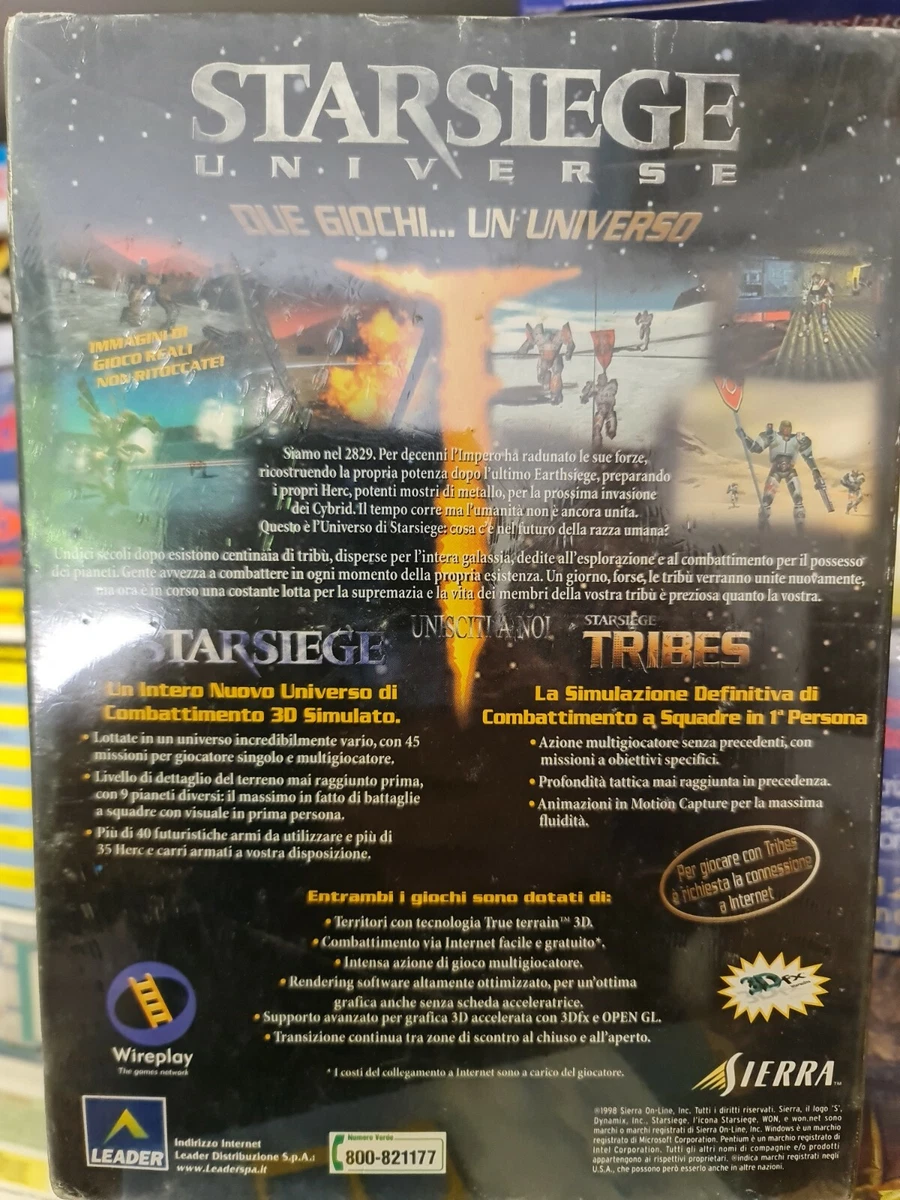 STARSIEGE
UNIVERSE
DUE GIOCHI... UN UNIVERSO
IMMAGINI DI
GIOCO REALI
NON RITOCCATE!
Siamo nel 2829. Per decenni l'Impero ha radunato le sue forze,
ricostruendo la propria potenza dopo l'ultimo Earthsiege, preparando
i propri Herc, potenti mostri di metallo, per la prossima invasione
dei Cybrid. Il tempo corre ma l'umanità non è ancora unita.
Questo è l'Universo di Starsiege: cosa c'è nel futuro della razza umana?
Undici secoli dopo esistono centinaia di tribù, disperse per l'intera galassia, dedite all'esplorazione e al combattimento per il possesso
dei pianeti. Gente avvezza a combattere in ogni momento della propria esistenza. Un giorno, forse, le tribù verranno unite nuovamente,
ma ora è in corso una costante lotta per la supremazia e la vita dei membri della vostra tribù è preziosa quanto la vostra.
UNISCITI A NOI
STARSIEGE
Un Intero Nuovo Universo di
Combattimento 3D Simulato.
• Lottate in un universo incredibilmente vario, con 45
missioni per giocatore singolo e multigiocatore.
• Livello di dettaglio del terreno mai raggiunto prima,
con 9 pianeti diversi: il massimo in fatto di battaglie
a squadre con visuale in prima persona.
• Più di 40 futuristiche armi da utilizzare e più di
35 Herc e carri armati a vostra disposizione.
STARSIEGE
TRIBES
La Simulazione Definitiva di
Combattimento a Squadre in 1ª Persona
• Azione multigiocatore senza precedenti, con
missioni a obiettivi specifici.
• Profondità tattica mai raggiunta in precedenza.
• Animazioni in Motion Capture per la massima
fluidità.
Per giocare con Tribes
è richiesta la connessione
a Internet
Entrambi i giochi sono dotati di:
• Territori con tecnologia True terrain™ 3D.
• Combattimento via Internet facile e gratuito*.
• Intensa azione di gioco multigiocatore.
• Rendering software altamente ottimizzato, per un'ottima
grafica anche senza scheda acceleratrice.
• Supporto avanzato per grafica 3D accelerata con 3Dfx e OPEN GL.
• Transizione continua tra zone di scontro al chiuso e all'aperto.
* I costi del collegamento a Internet sono a carico del giocatore.
Wireplay
The games network
3Dfx
SIERRA™
LEADER
Indirizzo Internet
Leader Distribuzione S.p.A.:
www.Leaderspa.it
Numero Verde
800-821177
©1998 Sierra On-Line, Inc. Tutti i diritti riservati. Sierra, il logo 'S',
Dynamix, Inc., Starsiege, l'icona Starsiege, WON, e won.net sono
marchi o marchi registrati di Sierra On-Line, Inc. Windows è un marchio
registrato di Microsoft Corporation. Pentium è un marchio registrato di
Intel Corporation. Tutti gli altri nomi di compagnie e/o prodotti
appartengono ai rispettivi proprietari. ®indica marchi registrati negli
U.S.A., che possono però esserlo anche in altre nazioni.